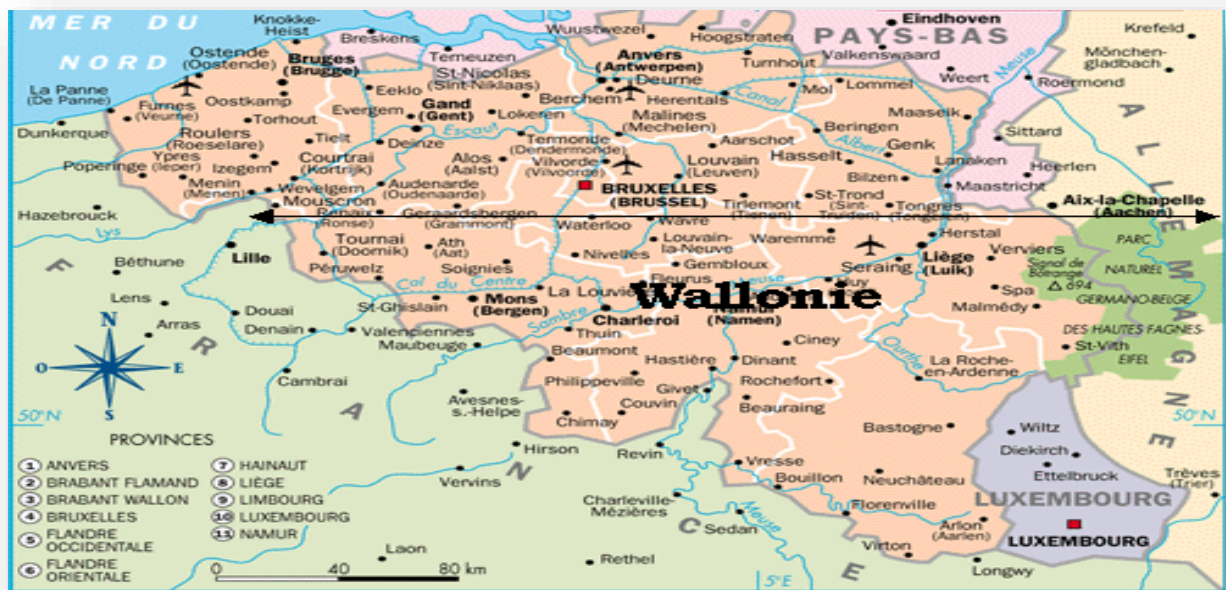 MER DU
NORD
Knokke-
Heist
Breskens
Terneuzen
Wuustwezel
Hoogstraten
Eindhoven
PAYS-BAS
Valkenswaard
Krefeld
Mönchen-
gladbach
Ostende
(Oostende)
Bruges
(Brugge)
St-Nicolas
(Sint-Niklaas)
Anvers
(Antwerpen)
Deurne
Turnhout
Weert
Meuse
Roermond
La Panne
(De Panne)
Furnes
(Veurne)
Oostkamp
Eeklo
Evergem
Gand
(Gent)
Lokeren
Berchem
Herentals
Canal
Mol
Lommel
Maaseik
Dunkerque
Torhout
Roulers
(Roeselare)
Tielt
Deinze
Escaut
Termonde
(Dendermonde)
Malines
(Mechelen)
Aarschot
Beringen
Albert
Genk
Sittard
Poperinge
Ypres
(Ieper)
Izegem
Courtrai
(Kortrijk)
Alos
(Aalst)
Vilvorde
(Vilvoorde)
Louvain
(Leuven)
Hasselt
Bilzen
Lanaken
Maastricht
Heerlen
Menin
(Menen)
Wevelgem
Mouscron
Audenarde
(Oudenaarde)
BRUXELLES
(BRUSSEL)
Tirlemont
(Tienen)
St-Trond
(Sint-
Truiden)
Tongres
(Tongeren)
Aix-la-Chapelle
(Aachen)
Hazebrouck
Lys
Renaix
(Ronse)
Geraardsbergen
(Grammont)
Waterloo
Wavre
Waremme
Herstal
Lille
Tournai
(Doornik)
Ath
(Aat)
Nivelles
Louvain-
la-Neuve
Gembloux
Liège
(Luik)
Verviers
PARC
NATUREL
GERMANO-BELGE
DES HAUTES FAGNES-
EIFEL
Béthune
Péruwelz
Soignies
Fleurus
Meuse
Seraing
Huy
Signal de
Botrange
694
Spa
Malmédy
Lens
Douai
St-Ghislain
Cal du Centre
Mons
(Bergen)
La Louvière
Wallonie
Namur
(Namen)
Arras
Denain
Valenciennes
Maubeuge
Sambre
Charleroi
Thuin
Ciney
Ourthe
St-Vith
N
O
E
S
Cambrai
Beaumont
Hastière
Dinant
La Roche-
en-Ardenne
Philippeville
Givet
Rochefort
Avesnes-
s.-Helpe
Couvin
Chimay
Beauraing
50°N
50°N
Bastogne
Wiltz
Diekirch
Ettelbruck
Hirson
Revin
Vresse
Bouillon
Neuchâteau
Trèves
(Trier)
Vervins
Charleville-
Mézières
Sedan
Meuse
Florenville
Arlon
(Aarlen)
LUXEMBOURG
LUXEMBOURG
Laon
Rethel
Virton
Longwy
FRANCE
ALLEMAGNE
PROVINCES
1 ANVERS
2 BRABANT FLAMAND
3 BRABANT WALLON
4 BRUXELLES
5 FLANDRE
OCCIDENTALE
6 FLANDRE
ORIENTALE
7 HAINAUT
8 LIÈGE
9 LIMBOURG
10 LUXEMBOURG
11 NAMUR
0 40 80 km
5°E